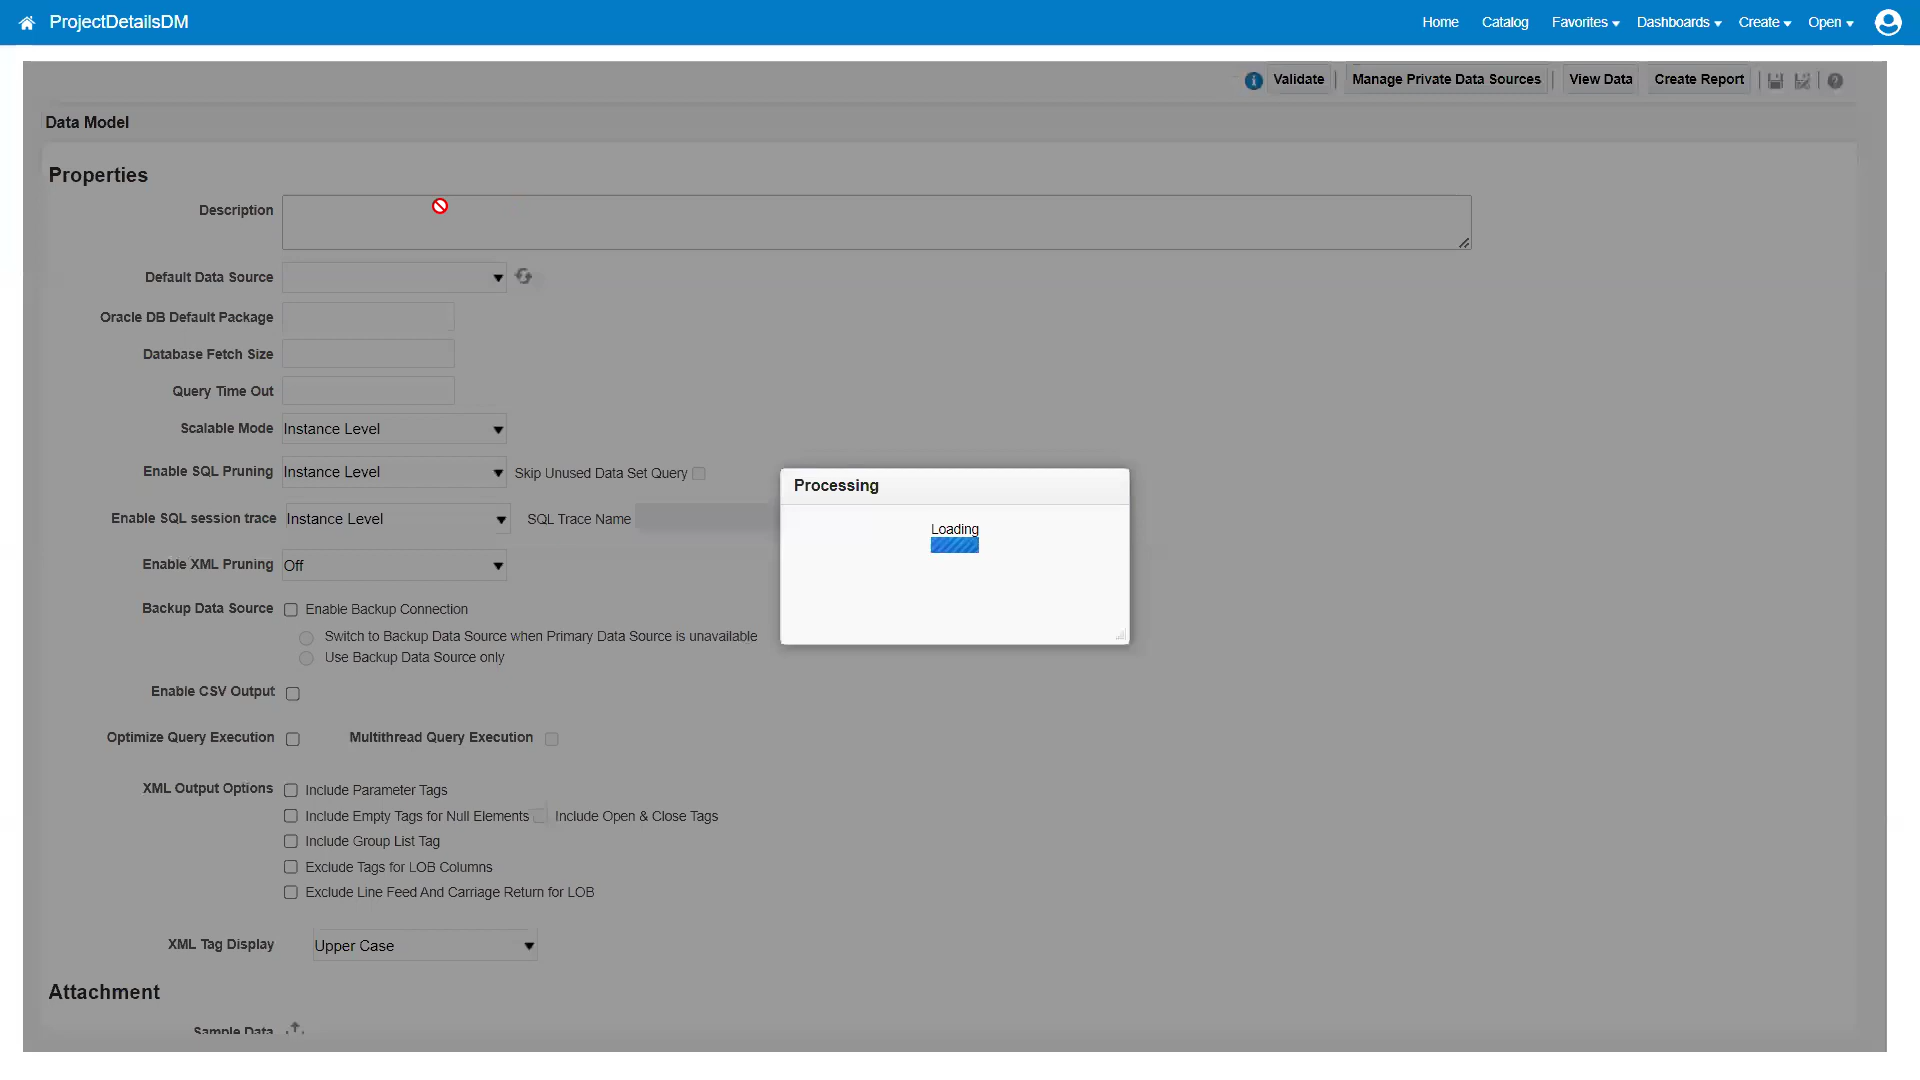 ProjectDetailsDM
Home Catalog Favorites Dashboards Create Open
Validate Manage Private Data Sources View Data Create Report
Data Model
Properties
Description
Default Data Source
Oracle DB Default Package
Database Fetch Size
Query Time Out
Scalable Mode Instance Level
Enable SQL Pruning Instance Level Skip Unused Data Set Query
Enable SQL session trace Instance Level SQL Trace Name
Enable XML Pruning Off
Processing
Loading
Backup Data Source Enable Backup Connection
Switch to Backup Data Source when Primary Data Source is unavailable
Use Backup Data Source only
Enable CSV Output
Optimize Query Execution Multithread Query Execution
XML Output Options Include Parameter Tags
Include Empty Tags for Null Elements Include Open & Close Tags
Include Group List Tag
Exclude Tags for LOB Columns
Exclude Line Feed And Carriage Return for LOB
XML Tag Display Upper Case
Attachment
Sample Data